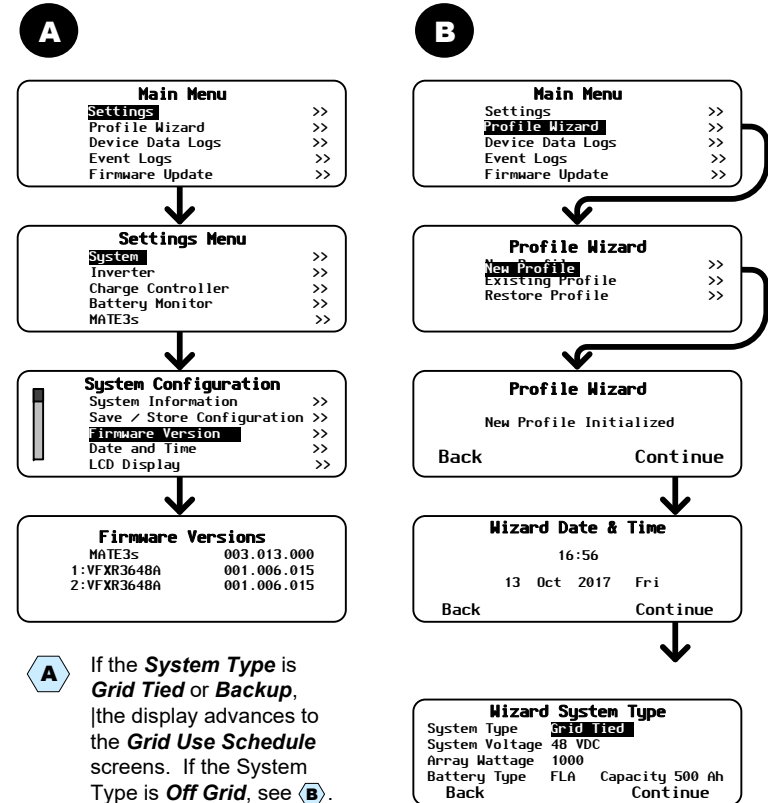 A
Main Menu
Settings >>
Profile Wizard >>
Device Data Logs >>
Event Logs >>
Firmware Update >>
Settings Menu
System >>
Inverter >>
Charge Controller >>
Battery Monitor >>
MATE3s >>
System Configuration
System Information >>
Save / Store Configuration >>
Firmware Version >>
Date and Time >>
LCD Display >>
Firmware Versions
MATE3s 003.013.000
1:VFXR3648A 001.006.015
2:VFXR3648A 001.006.015
A If the System Type is
Grid Tied or Backup,
|the display advances to
the Grid Use Schedule
screens. If the System
Type is Off Grid, see B.
B
Main Menu
Settings >>
Profile Wizard >>
Device Data Logs >>
Event Logs >>
Firmware Update >>
Profile Wizard
New Profile >>
Existing Profile >>
Restore Profile >>
Profile Wizard
New Profile Initialized
Back Continue
Wizard Date & Time
16:56
13 Oct 2017 Fri
Back Continue
Wizard System Type
System Type Grid Tied
System Voltage 48 VDC
Array Wattage 1000
Battery Type FLA Capacity 500 Ah
Back Continue